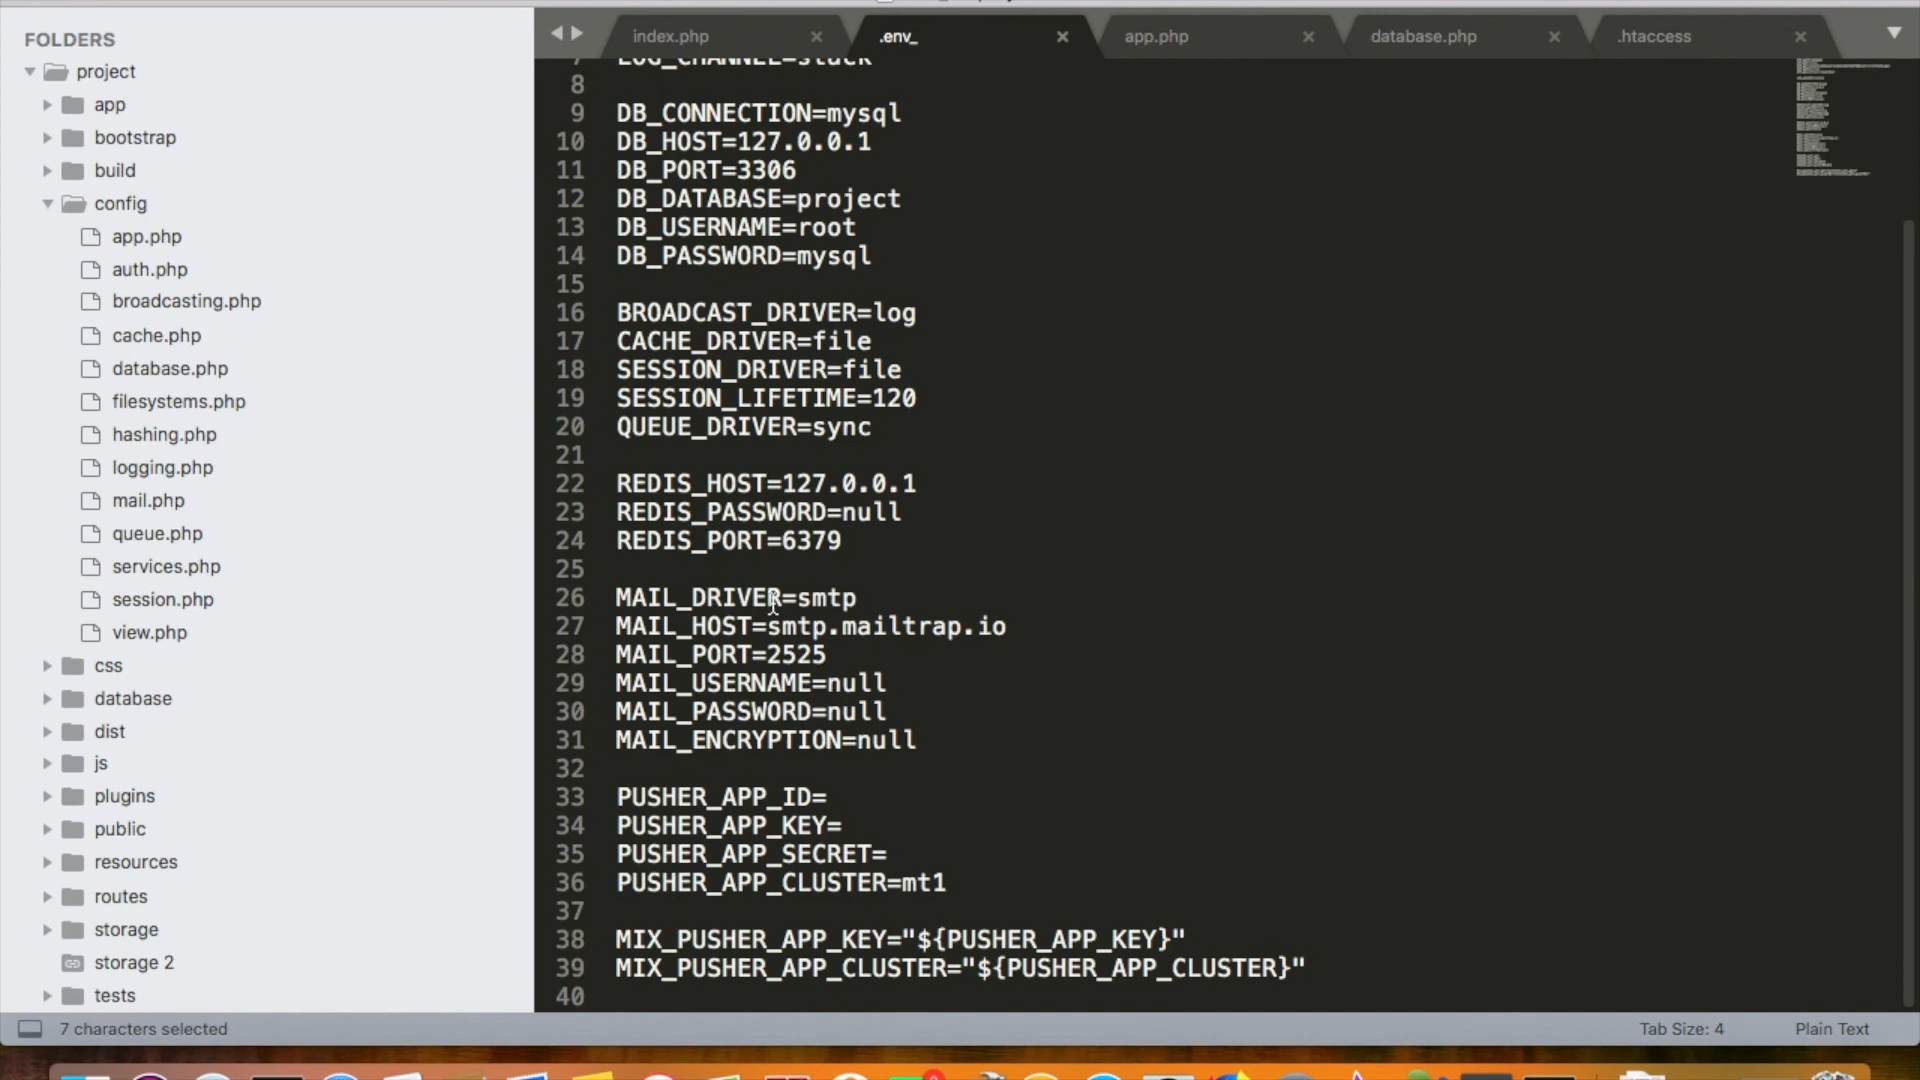 FOLDERS
project
app
bootstrap
build
config
app.php
auth.php
broadcasting.php
cache.php
database.php
filesystems.php
hashing.php
logging.php
mail.php
queue.php
services.php
session.php
view.php
css
database
dist
js
plugins
public
resources
routes
storage
storage 2
tests
index.php
.env_
app.php
database.php
.htaccess
7 LOG_CHANNEL=stack
8
9 DB_CONNECTION=mysql
10 DB_HOST=127.0.0.1
11 DB_PORT=3306
12 DB_DATABASE=project
13 DB_USERNAME=root
14 DB_PASSWORD=mysql
15
16 BROADCAST_DRIVER=log
17 CACHE_DRIVER=file
18 SESSION_DRIVER=file
19 SESSION_LIFETIME=120
20 QUEUE_DRIVER=sync
21
22 REDIS_HOST=127.0.0.1
23 REDIS_PASSWORD=null
24 REDIS_PORT=6379
25
26 MAIL_DRIVER=smtp
27 MAIL_HOST=smtp.mailtrap.io
28 MAIL_PORT=2525
29 MAIL_USERNAME=null
30 MAIL_PASSWORD=null
31 MAIL_ENCRYPTION=null
32
33 PUSHER_APP_ID=
34 PUSHER_APP_KEY=
35 PUSHER_APP_SECRET=
36 PUSHER_APP_CLUSTER=mt1
37
38 MIX_PUSHER_APP_KEY="${PUSHER_APP_KEY}"
39 MIX_PUSHER_APP_CLUSTER="${PUSHER_APP_CLUSTER}"
40
7 characters selected
Tab Size: 4
Plain Text